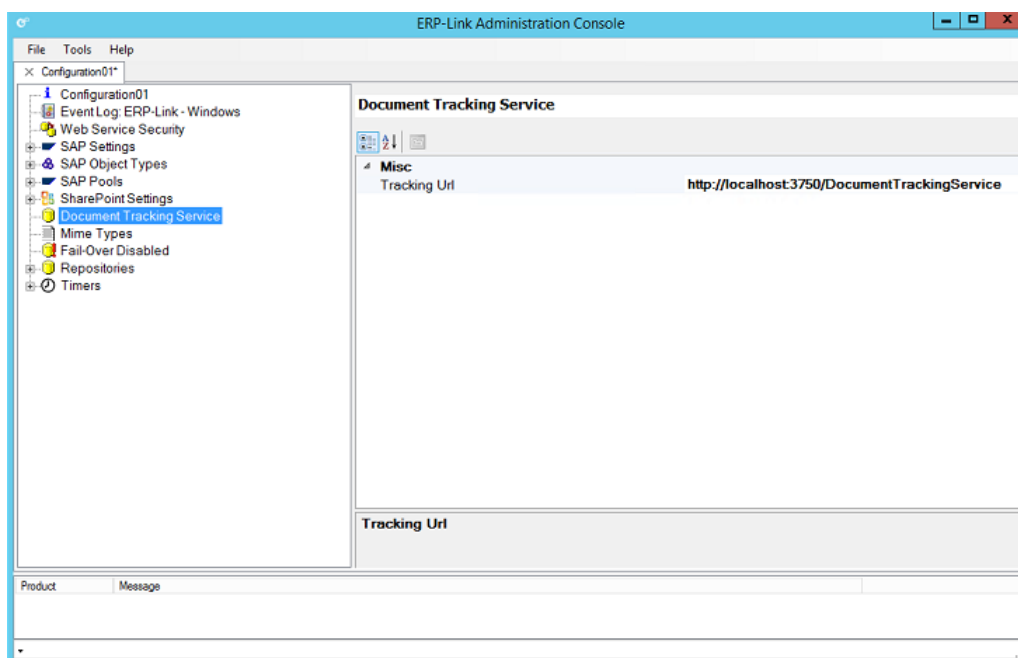 ERP-Link Administration Console
File Tools Help
Configuration01*
Configuration01
Event Log: ERP-Link - Windows
Web Service Security
SAP Settings
SAP Object Types
SAP Pools
SharePoint Settings
Document Tracking Service
Mime Types
Fail-Over Disabled
Repositories
Timers
Document Tracking Service
Misc
Tracking Url http://localhost:3750/DocumentTrackingService
Tracking Url
Product Message